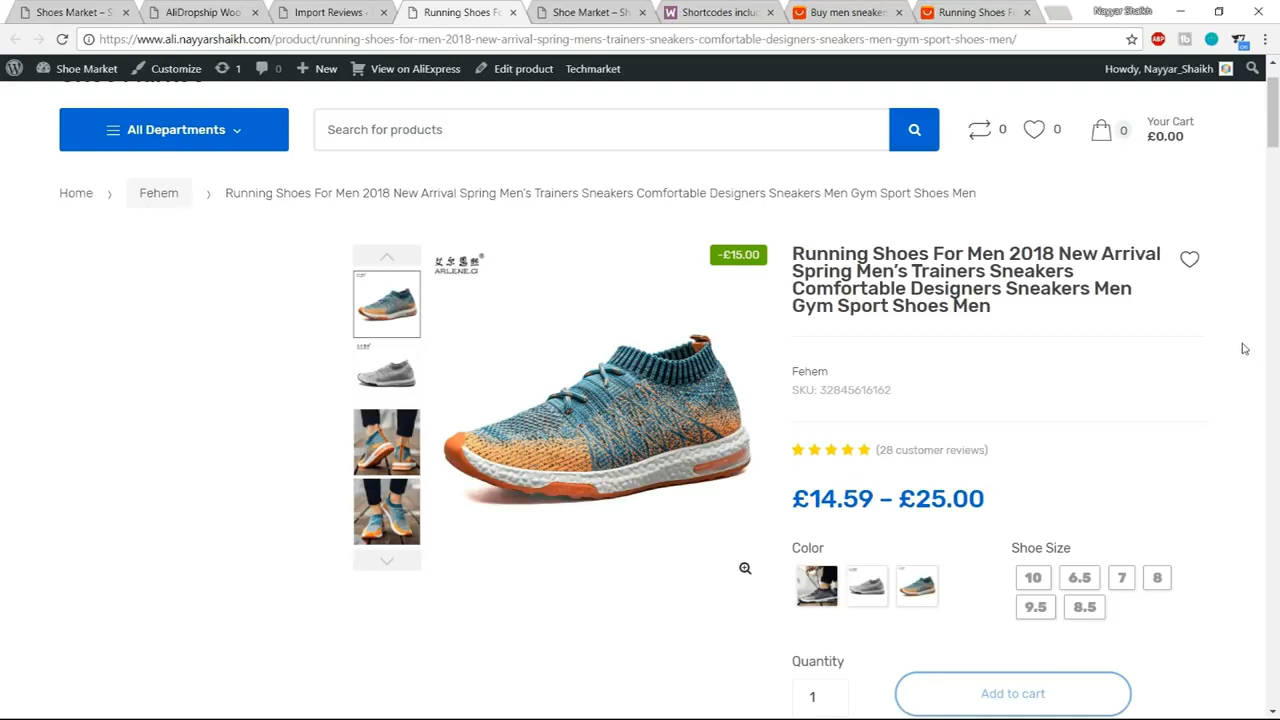 Shoes Market – S
AliDropship Woo
Import Reviews ‹
Running Shoes Fo
Shoe Market – Sh
Shortcodes includ
Buy men sneaker
Running Shoes Fo
Nayyar Shaikh
https://www.ali.nayyarshaikh.com/product/running-shoes-for-men-2018-new-arrival-spring-mens-trainers-sneakers-comfortable-designers-sneakers-men-gym-sport-shoes-men/
ABP
Shoe Market
Customize
1
0
New
View on AliExpress
Edit product
Techmarket
Howdy, Nayyar_Shaikh
All Departments
Search for products
0
0
0
Your Cart
£0.00
Home › Fehem › Running Shoes For Men 2018 New Arrival Spring Men's Trainers Sneakers Comfortable Designers Sneakers Men Gym Sport Shoes Men
ARLENE.CI
-£15.00
Running Shoes For Men 2018 New Arrival
Spring Men's Trainers Sneakers
Comfortable Designers Sneakers Men
Gym Sport Shoes Men
Fehem
SKU: 32845616162
(28 customer reviews)
£14.59 – £25.00
Color
Shoe Size
10 6.5 7 8
9.5 8.5
Quantity
1
Add to cart